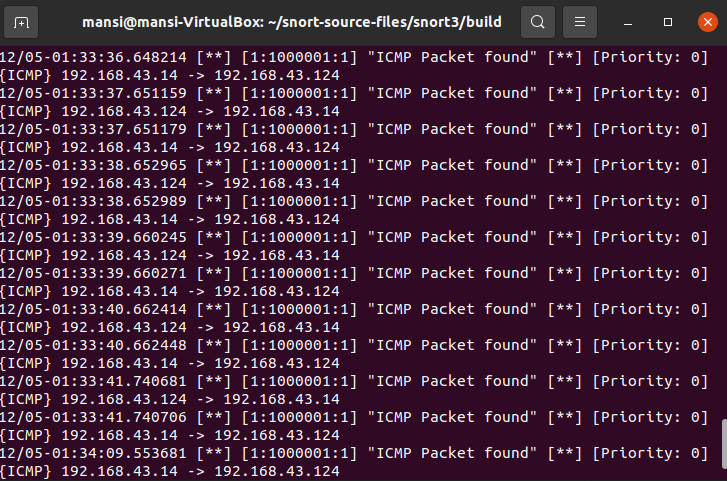 mansi@mansi-VirtualBox: ~/snort-source-files/snort3/build
12/05-01:33:36.648214 [**] [1:1000001:1] "ICMP Packet found" [**] [Priority: 0]
{ICMP} 192.168.43.14 -> 192.168.43.124
12/05-01:33:37.651159 [**] [1:1000001:1] "ICMP Packet found" [**] [Priority: 0]
{ICMP} 192.168.43.124 -> 192.168.43.14
12/05-01:33:37.651179 [**] [1:1000001:1] "ICMP Packet found" [**] [Priority: 0]
{ICMP} 192.168.43.14 -> 192.168.43.124
12/05-01:33:38.652965 [**] [1:1000001:1] "ICMP Packet found" [**] [Priority: 0]
{ICMP} 192.168.43.124 -> 192.168.43.14
12/05-01:33:38.652989 [**] [1:1000001:1] "ICMP Packet found" [**] [Priority: 0]
{ICMP} 192.168.43.14 -> 192.168.43.124
12/05-01:33:39.660245 [**] [1:1000001:1] "ICMP Packet found" [**] [Priority: 0]
{ICMP} 192.168.43.124 -> 192.168.43.14
12/05-01:33:39.660271 [**] [1:1000001:1] "ICMP Packet found" [**] [Priority: 0]
{ICMP} 192.168.43.14 -> 192.168.43.124
12/05-01:33:40.662414 [**] [1:1000001:1] "ICMP Packet found" [**] [Priority: 0]
{ICMP} 192.168.43.124 -> 192.168.43.14
12/05-01:33:40.662448 [**] [1:1000001:1] "ICMP Packet found" [**] [Priority: 0]
{ICMP} 192.168.43.14 -> 192.168.43.124
12/05-01:33:41.740681 [**] [1:1000001:1] "ICMP Packet found" [**] [Priority: 0]
{ICMP} 192.168.43.124 -> 192.168.43.14
12/05-01:33:41.740706 [**] [1:1000001:1] "ICMP Packet found" [**] [Priority: 0]
{ICMP} 192.168.43.14 -> 192.168.43.124
12/05-01:34:09.553681 [**] [1:1000001:1] "ICMP Packet found" [**] [Priority: 0]
{ICMP} 192.168.43.14 -> 192.168.43.124